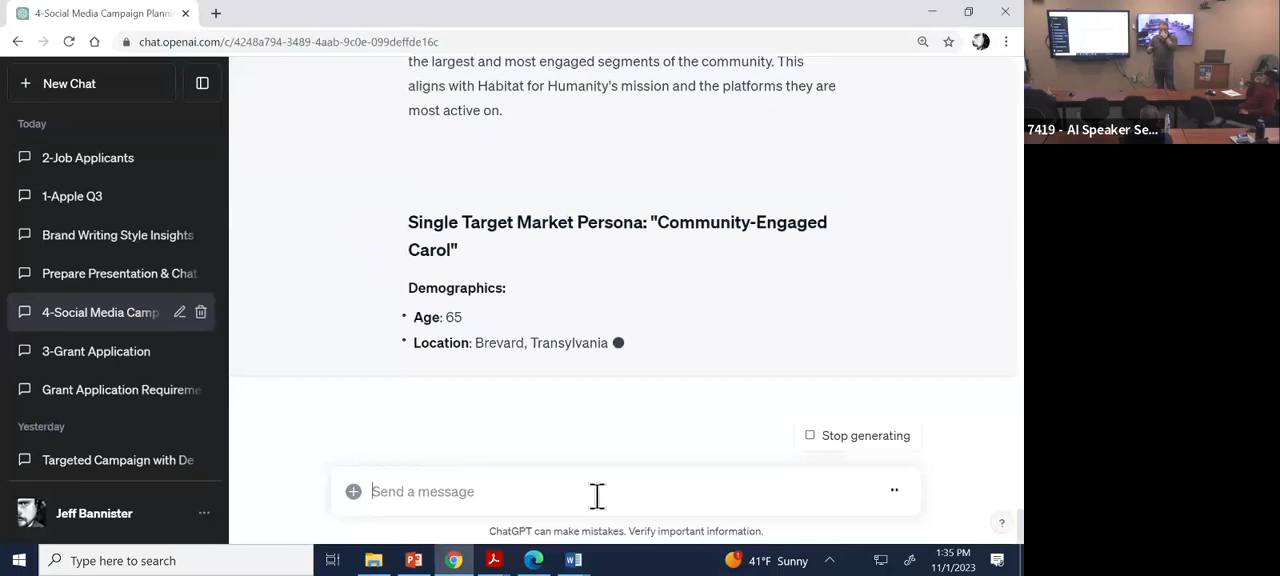 4-Social Media Campaign Planni
chat.openai.com/c/4248a794-3489-4aab-9c0e-099deffde16c
New Chat
Today
2-Job Applicants
1-Apple Q3
Brand Writing Style Insights
Prepare Presentation & Chat
4-Social Media Camp
3-Grant Application
Grant Application Requireme
Yesterday
Targeted Campaign with De
Jeff Bannister
...
the largest and most engaged segments of the community. This
aligns with Habitat for Humanity's mission and the platforms they are
most active on.
Single Target Market Persona: "Community-Engaged
Carol"
Demographics:
• Age: 65
• Location: Brevard, Transylvania
Stop generating
Send a message
ChatGPT can make mistakes. Verify important information.
?
7419 - AI Speaker Se...
Type here to search
41°F Sunny
1:35 PM
11/1/2023